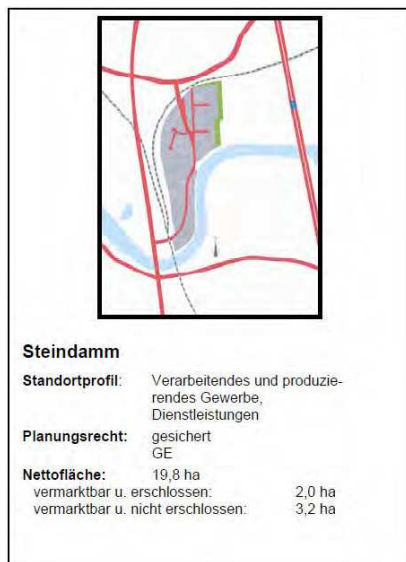 Steindamm
Standortprofil: Verarbeitendes und produzie-
rendes Gewerbe,
Dienstleistungen
Planungsrecht: gesichert
GE
Nettofläche: 19,8 ha
vermarktbar u. erschlossen: 2,0 ha
vermarktbar u. nicht erschlossen: 3,2 ha